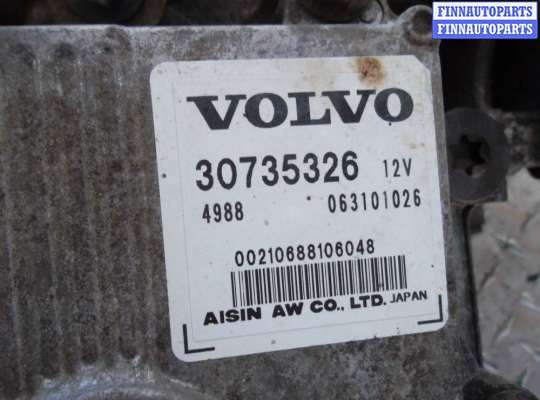 FINNAUTOPARTS
FINNAUTOPARTS
VOLVO
30735326 12V
4988 063101026
00210688106048
AISIN AW CO., LTD. JAPAN